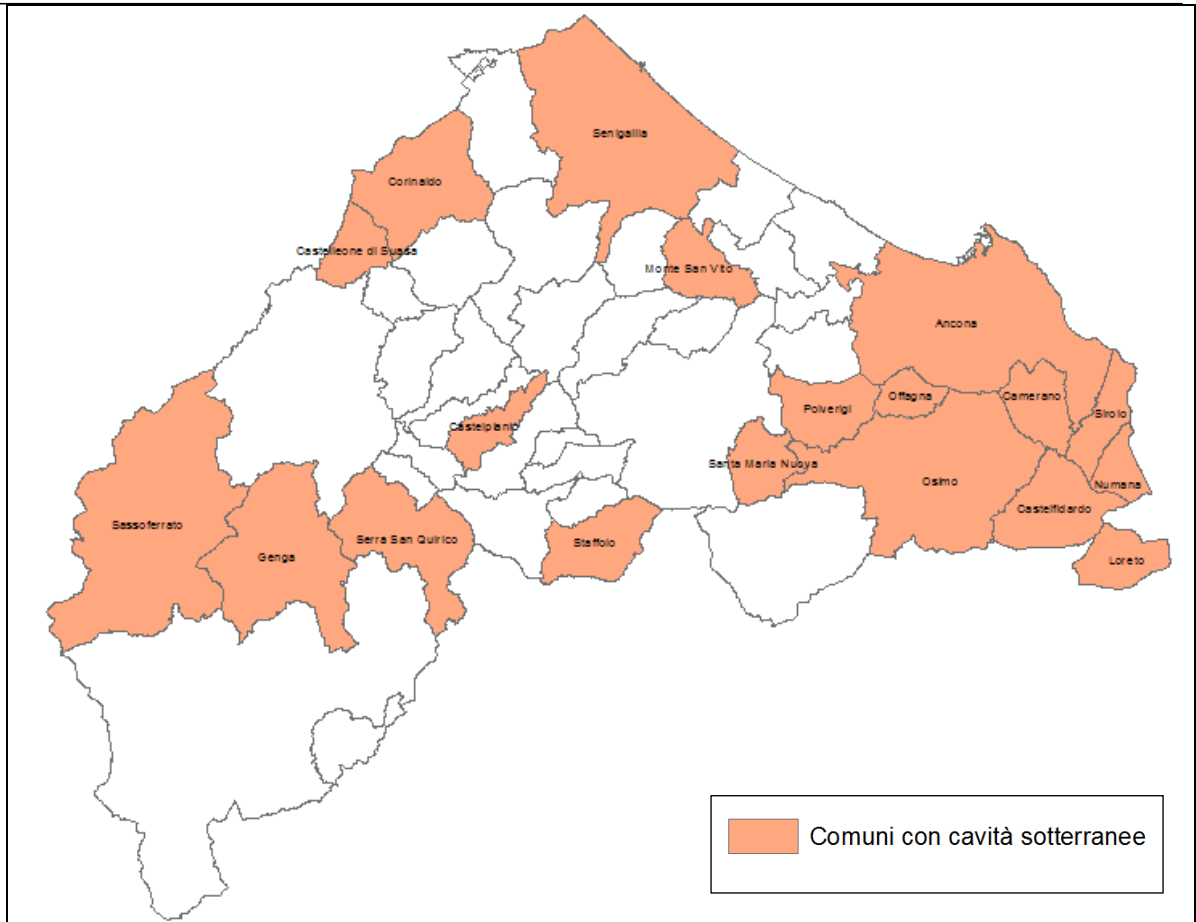 Senigallia
Corinaldo
Castelleone di Suasa
Monte San Vito
Ancona
Polverigi
Offagna
Camerano
Sirolo
Castelplanio
Santa Maria Nuova
Osimo
Numana
Castelfidardo
Sassoferrato
Genga
Serra San Quirico
Staffolo
Loreto
Comuni con cavità sotterranee